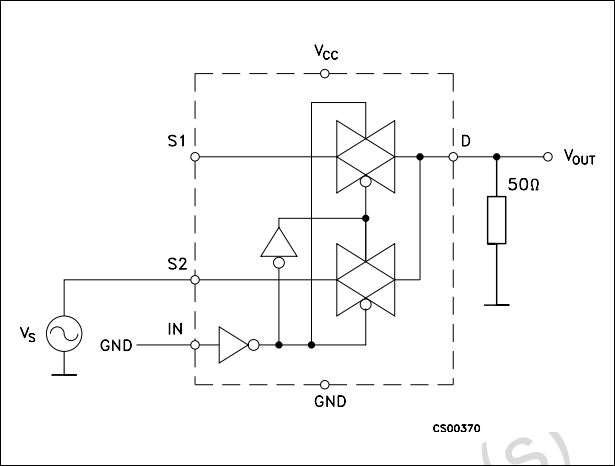 VCC
S1
D
VOUT
50Ω
S2
VS
IN
GND
GND
CS00370
(s)